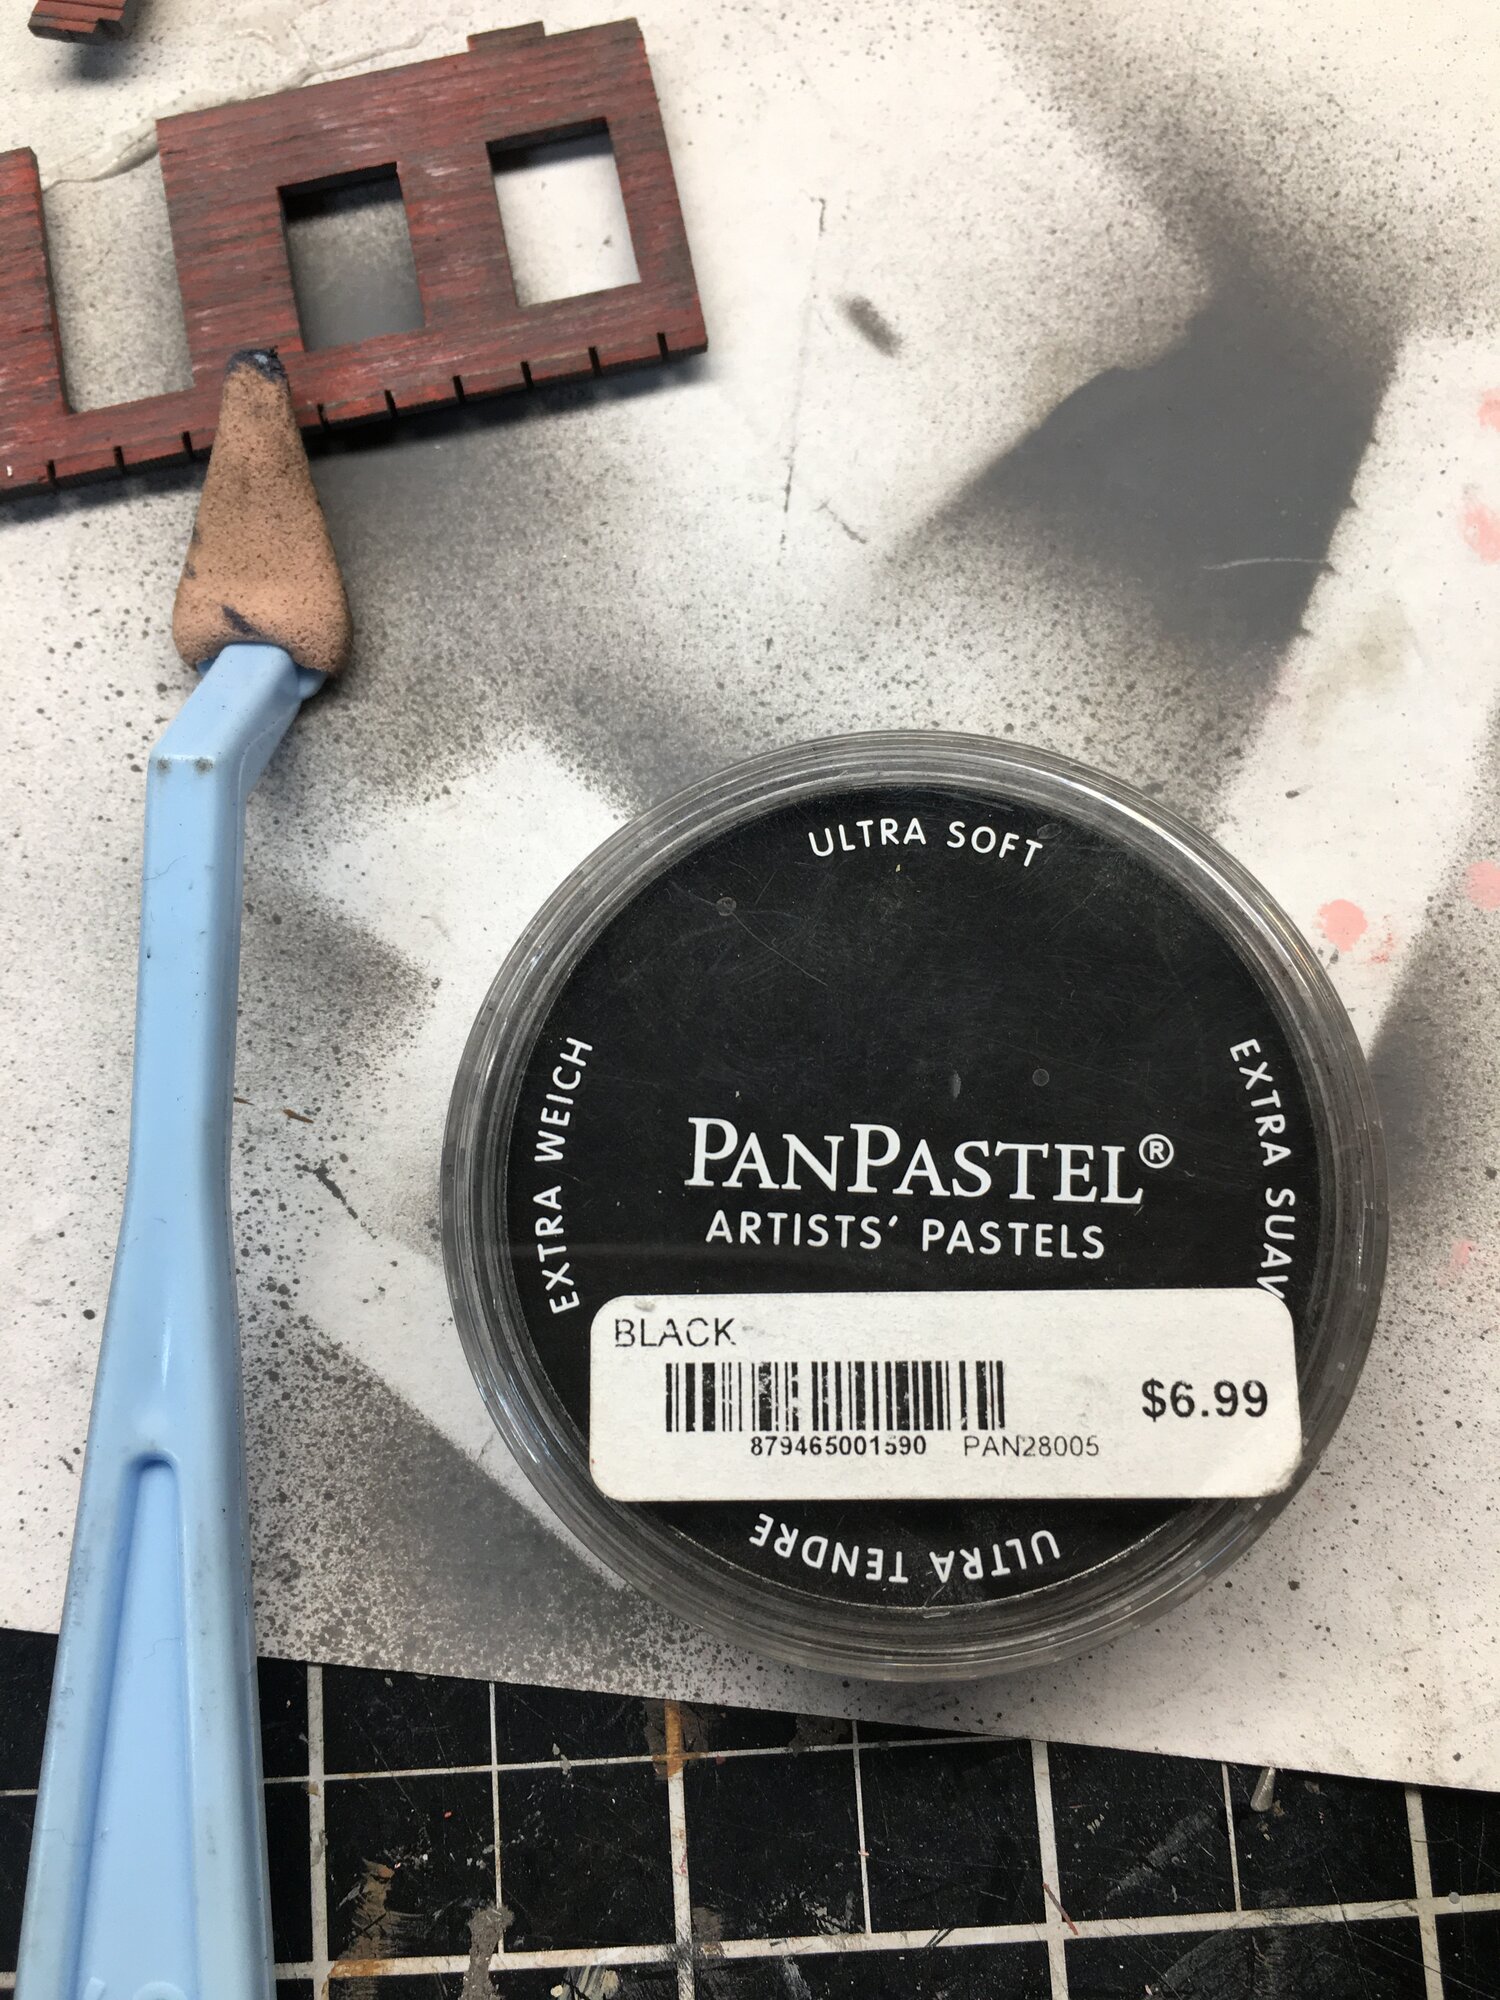 ULTRA SOFT
EXTRA WEICH
EXTRA SUAV
PANPASTEL®
ARTISTS' PASTELS
BLACK
$6.99
879465001590 PAN28005
ULTRA TENDRE